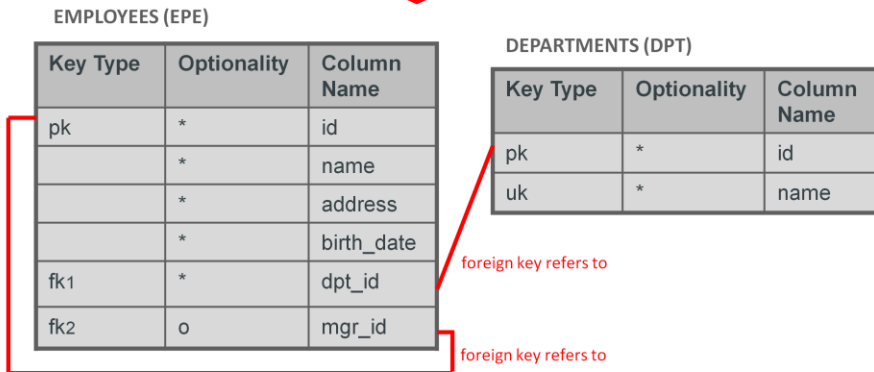 EMPLOYEES (EPE)
Key Type Optionality Column Name
pk * id
* name
* address
* birth_date
fk1 * dpt_id
fk2 o mgr_id
DEPARTMENTS (DPT)
Key Type Optionality Column Name
pk * id
uk * name
foreign key refers to
foreign key refers to